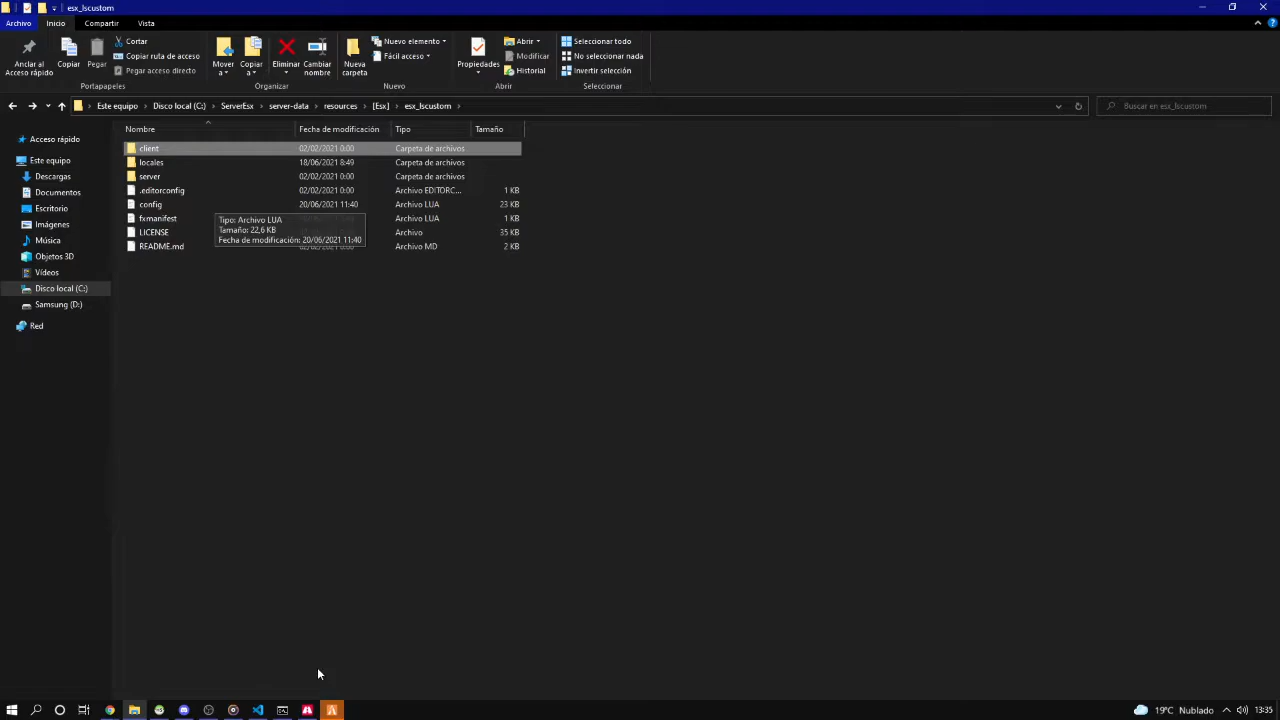 esx_lscustom
Archivo Inicio Compartir Vista
Anclar al Acceso rápido
Copiar
Pegar
Cortar
Copiar ruta de acceso
Pegar acceso directo
Portapapeles
Mover a
Copiar a
Eliminar
Cambiar nombre
Organizar
Nueva carpeta
Nuevo elemento
Fácil acceso
Nuevo
Propiedades
Abrir
Modificar
Historial
Abrir
Seleccionar todo
No seleccionar nada
Invertir selección
Seleccionar
Este equipo Disco local (C:) ServerEsx server-data resources [Esx] esx_lscustom
Buscar en esx_lscustom
Acceso rápido
Este equipo
Descargas
Documentos
Escritorio
Imágenes
Música
Objetos 3D
Vídeos
Disco local (C:)
Samsung (D:)
Red
Nombre Fecha de modificación Tipo Tamaño
client 02/02/2021 0:00 Carpeta de archivos
locales 18/06/2021 8:49 Carpeta de archivos
server 02/02/2021 0:00 Carpeta de archivos
.editorconfig 02/02/2021 0:00 Archivo EDITORC... 1 KB
config 20/06/2021 11:40 Archivo LUA 23 KB
fxmanifest Archivo LUA 1 KB
LICENSE Archivo 35 KB
README.md 02/02/2021 0:00 Archivo MD 2 KB
Tipo: Archivo LUA
Tamaño: 22,6 KB
Fecha de modificación: 20/06/2021 11:40
19°C Nublado 13:35